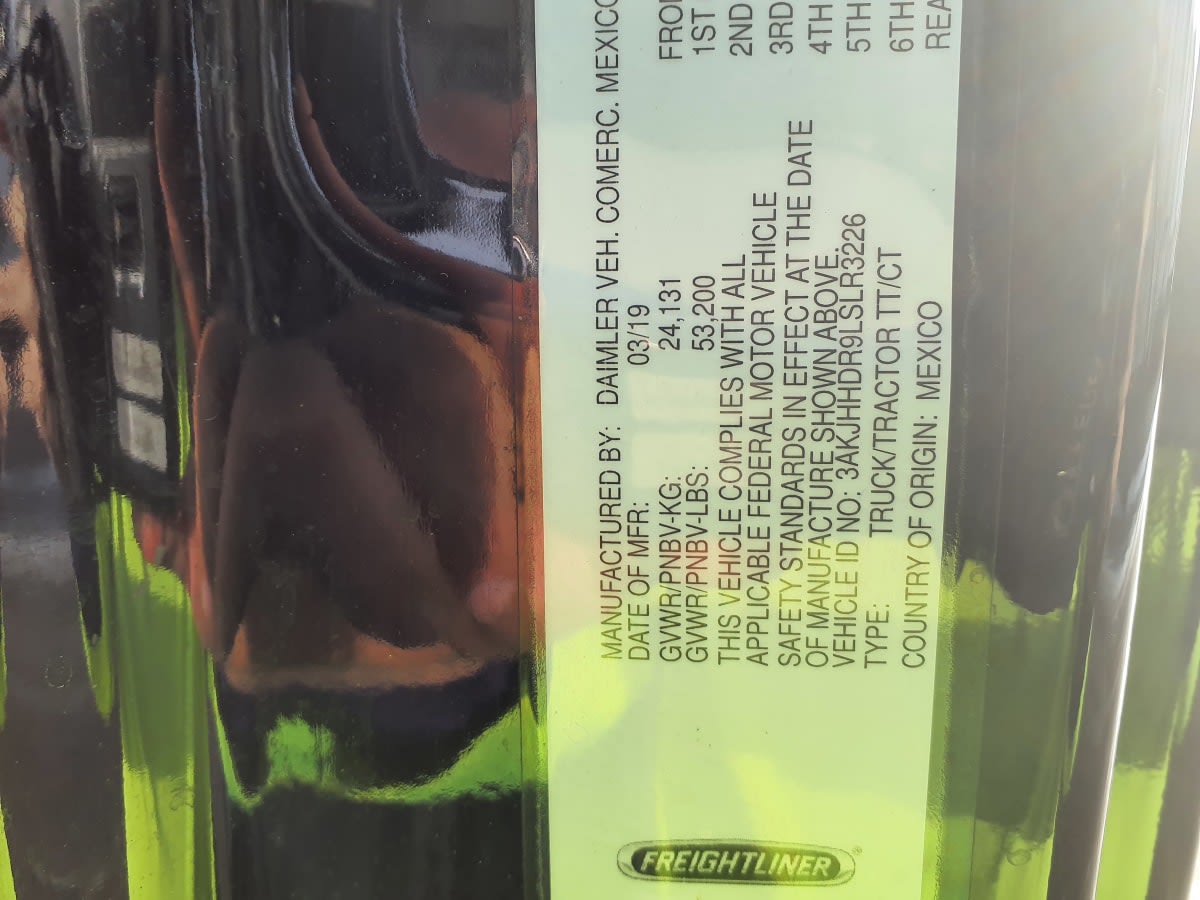 FREIGHTLINER
MANUFACTURED BY: DAIMLER VEH. COMERC. MEXICO
DATE OF MFR: 03/19
GVWR/PNBV-KG: 24,131
GVWR/PNBV-LBS: 53,200
THIS VEHICLE COMPLIES WITH ALL
APPLICABLE FEDERAL MOTOR VEHICLE
SAFETY STANDARDS IN EFFECT AT THE DATE
OF MANUFACTURE SHOWN ABOVE.
VEHICLE ID NO: 3AKJHHDR9LSLR3226
TYPE: TRUCK/TRACTOR TT/CT
COUNTRY OF ORIGIN: MEXICO
1ST
2ND
3RD
4TH
5TH
6TH